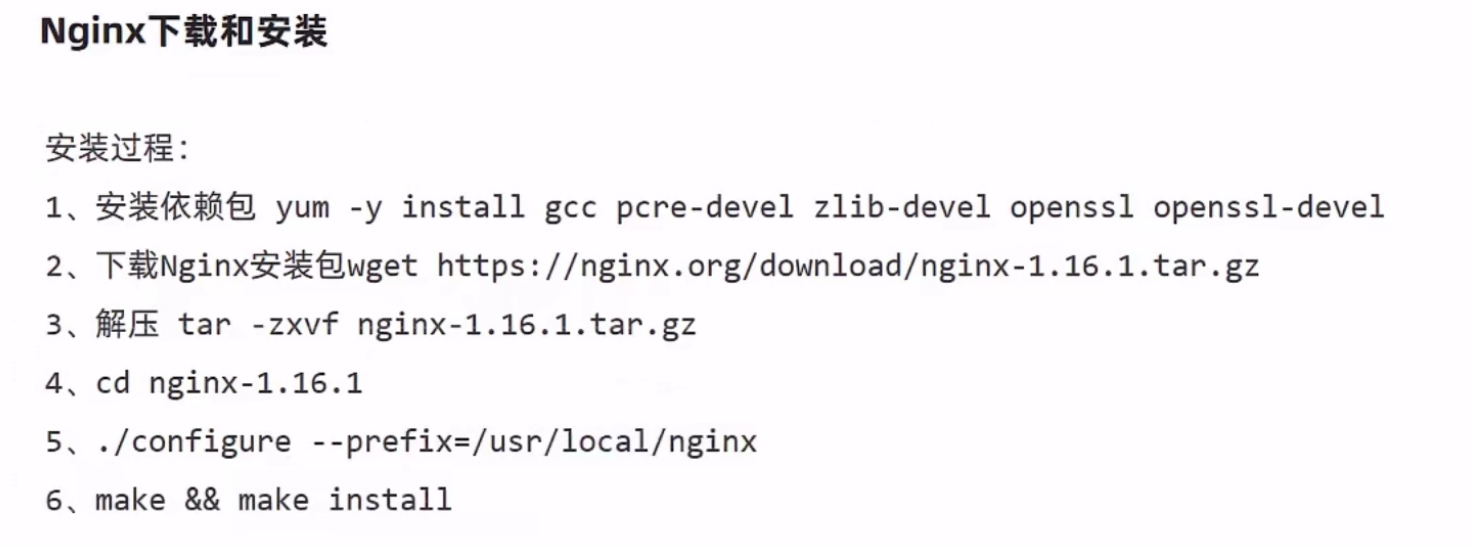 Nginx下载和安装
安装过程:
1、安装依赖包 yum -y install gcc pcre-devel zlib-devel openssl openssl-devel
2、下载Nginx安装包wget https://nginx.org/download/nginx-1.16.1.tar.gz
3、解压 tar -zxvf nginx-1.16.1.tar.gz
4、cd nginx-1.16.1
5、./configure --prefix=/usr/local/nginx
6、make && make install